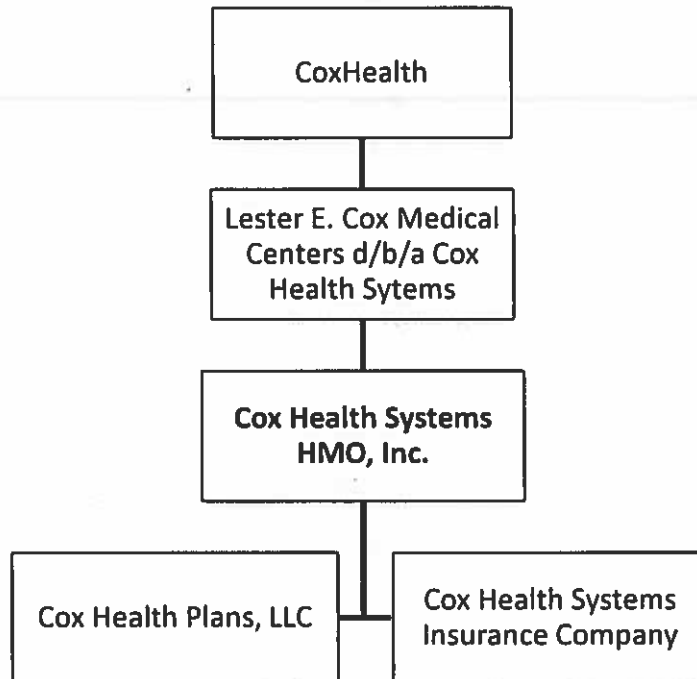 CoxHealth
Lester E. Cox Medical
Centers d/b/a Cox
Health Sytems
Cox Health Systems
HMO, Inc.
Cox Health Plans, LLC
Cox Health Systems
Insurance Company